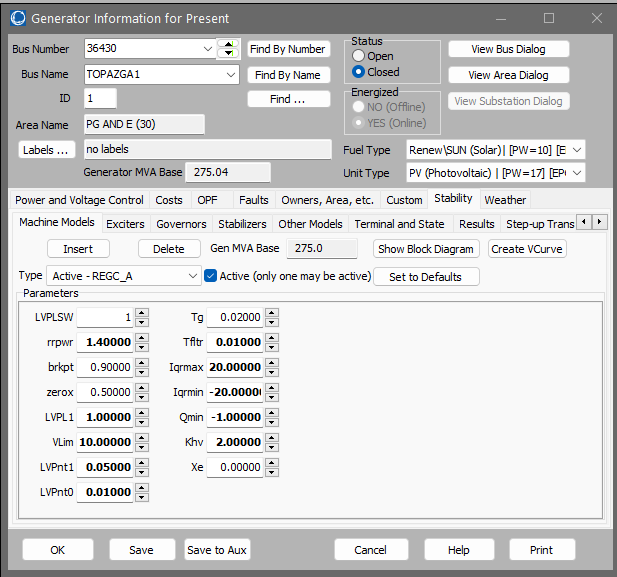 Generator Information for Present
Bus Number 36430 Find By Number
Bus Name TOPAZGA1 Find By Name
ID 1 Find ...
Area Name PG AND E (30)
Labels ... no labels
Generator MVA Base 275.04
Status
Open
Closed
Energized
NO (Offline)
YES (Online)
View Bus Dialog
View Area Dialog
View Substation Dialog
Fuel Type Renew\SUN (Solar)| [PW=10] [E
Unit Type PV (Photovoltaic) | [PW=17] [EPC
Power and Voltage Control Costs OPF Faults Owners, Area, etc. Custom Stability Weather
Machine Models Exciters Governors Stabilizers Other Models Terminal and State Results Step-up Trans
Insert Delete Gen MVA Base 275.0 Show Block Diagram Create VCurve
Type Active - REGC_A Active (only one may be active) Set to Defaults
Parameters
LVPLSW 1 Tg 0.02000
rrpwr 1.40000 Tfltr 0.01000
brkpt 0.90000 Iqrmax 20.00000
zerox 0.50000 Iqrmin -20.0000
LVPL1 1.00000 Qmin -1.00000
VLim 10.00000 Khv 2.00000
LVPnt1 0.05000 Xe 0.00000
LVPnt0 0.01000
OK Save Save to Aux Cancel Help Print